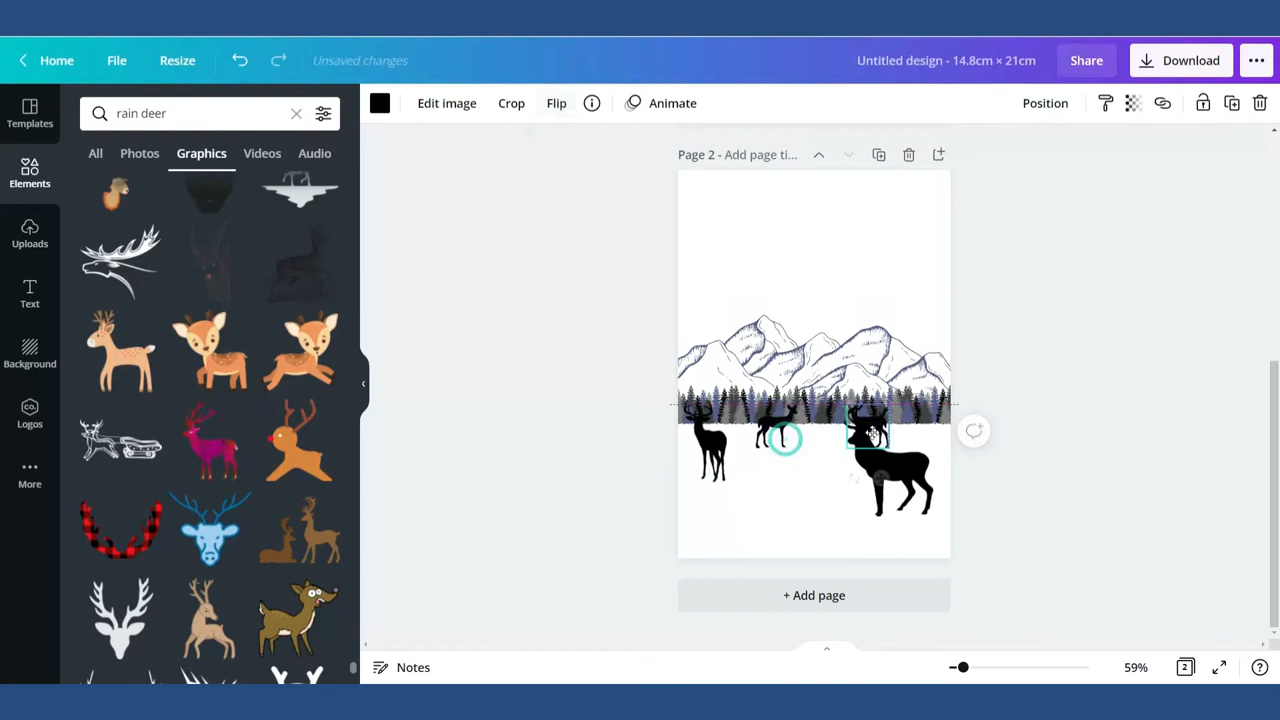 Home File Resize Unsaved changes Untitled design - 14.8cm × 21cm Share Download
Templates
Elements
Uploads
Text
Background
CO.
Logos
More
rain deer
All Photos Graphics Videos Audio
Edit image Crop Flip Animate Position
Page 2 - Add page ti...
+ Add page
Notes 59% 2